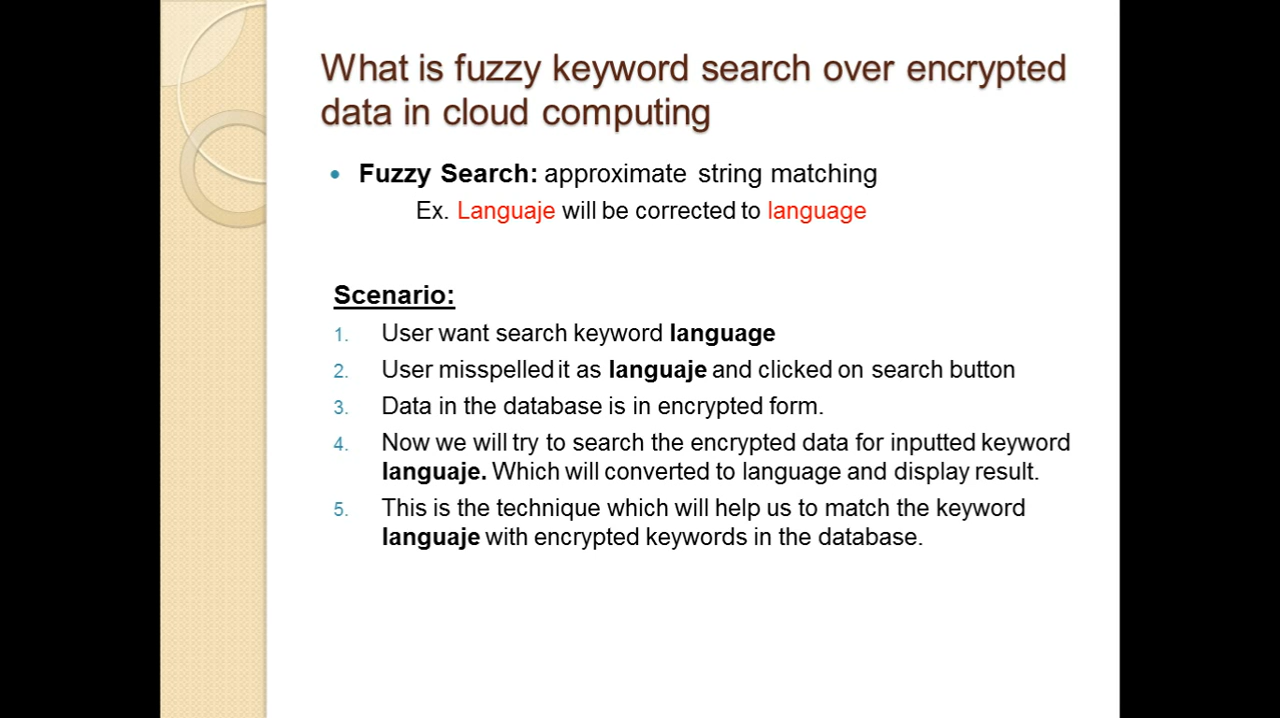 What is fuzzy keyword search over encrypted
data in cloud computing
• Fuzzy Search: approximate string matching
Ex. Languaje will be corrected to language
Scenario:
1. User want search keyword language
2. User misspelled it as languaje and clicked on search button
3. Data in the database is in encrypted form.
4. Now we will try to search the encrypted data for inputted keyword
languaje. Which will converted to language and display result.
5. This is the technique which will help us to match the keyword
languaje with encrypted keywords in the database.